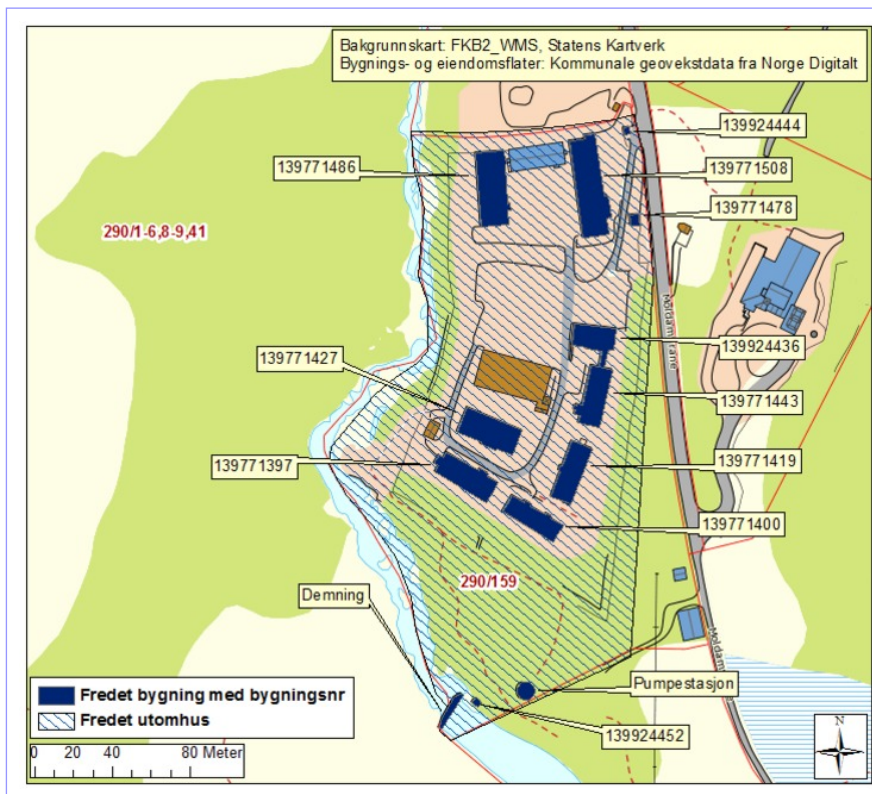 Bakgrunnskart: FKB2_WMS, Statens Kartverk
Bygnings- og eiendomsflater: Kommunale geovekstdata fra Norge Digitalt
139924444
139771486
139771508
139771478
290/1-6,8-9,41
139924436
139771427
139771443
139771397
139771419
139771400
290/159
Demning
Pumpestasjon
139924452
Fredet bygning med bygningsnr
Fredet utomhus
0 20 40 80 Meter
N